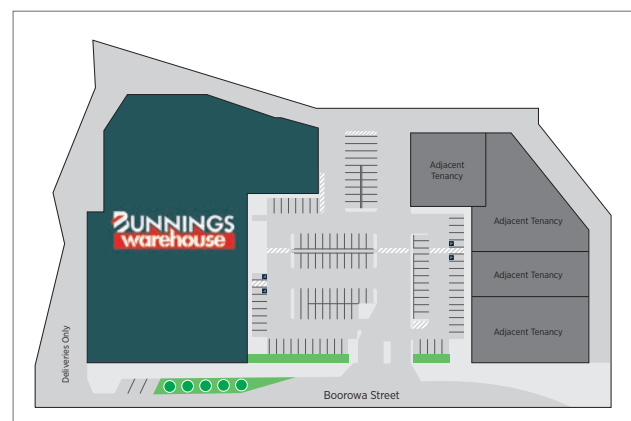 Adjacent
Tenancy
BUNNINGS
warehouse
Adjacent Tenancy
Adjacent Tenancy
Adjacent Tenancy
Deliveries Only
Boorowa Street